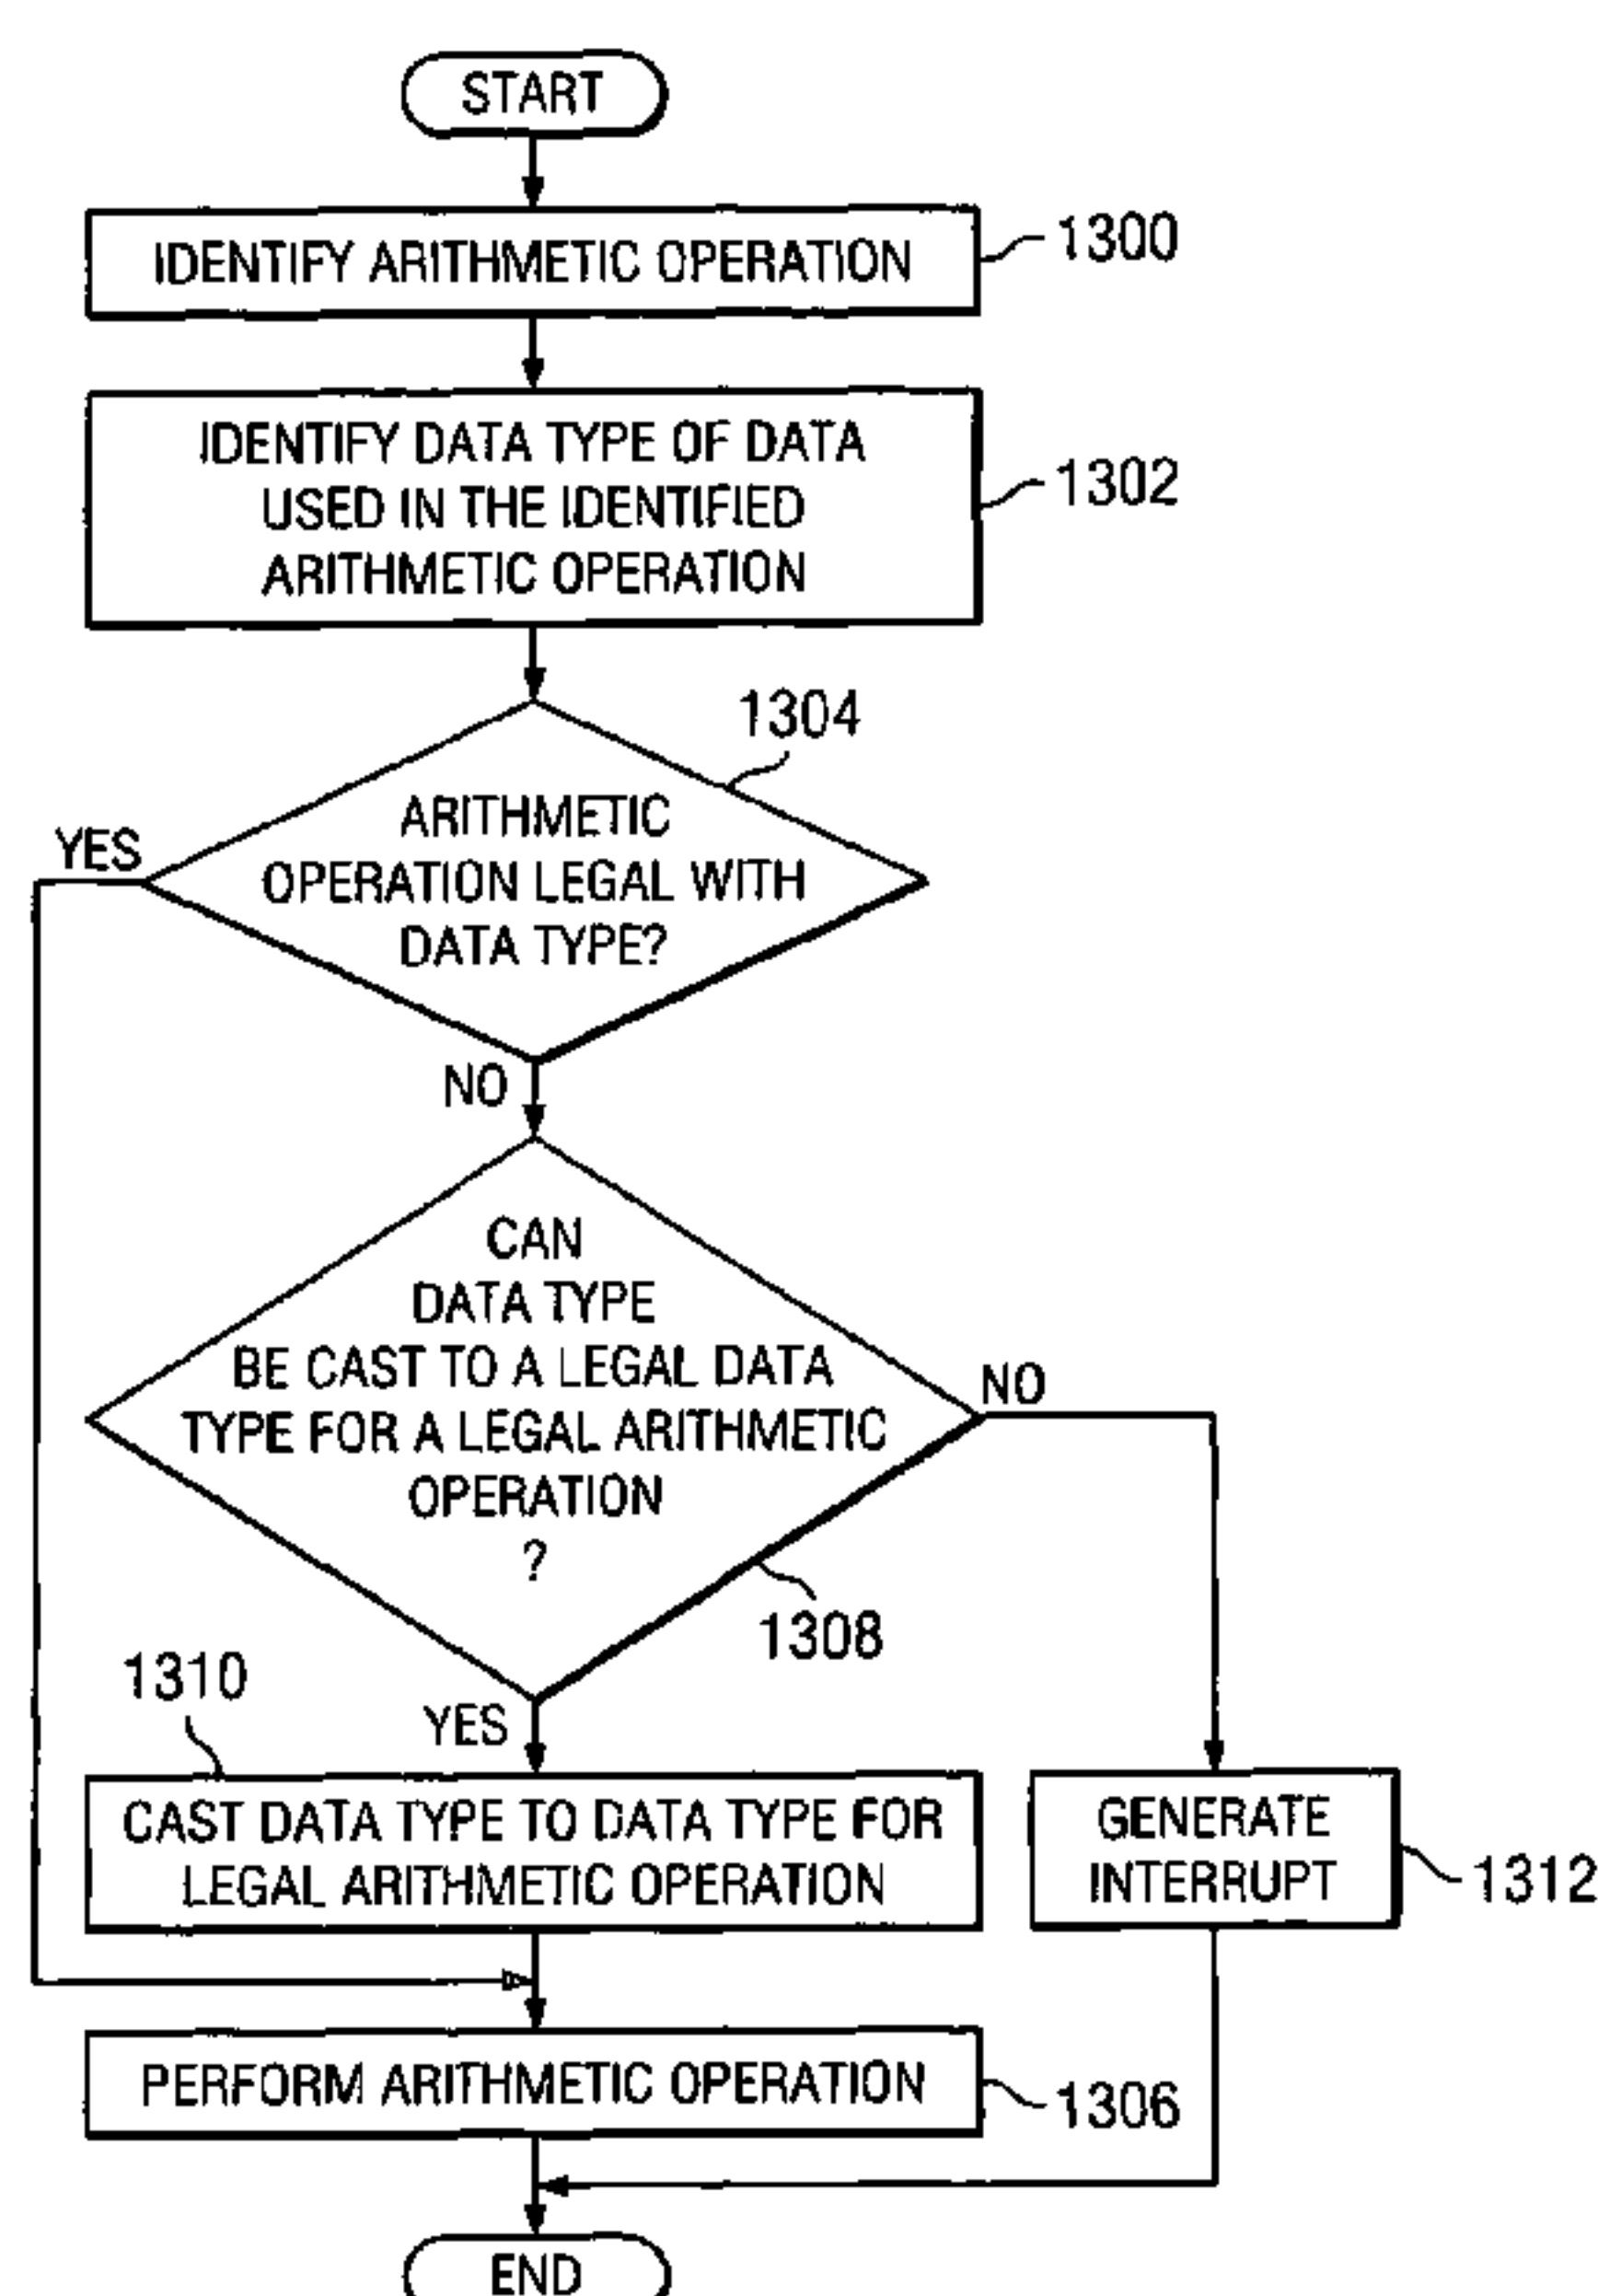 START
IDENTIFY ARITHMETIC OPERATION
1300
IDENTIFY DATA TYPE OF DATA
USED IN THE IDENTIFIED
ARITHMETIC OPERATION
1302
1304
ARITHMETIC
OPERATION LEGAL WITH
DATA TYPE?
YES
NO
CAN
DATA TYPE
BE CAST TO A LEGAL DATA
TYPE FOR A LEGAL ARITHMETIC
OPERATION
?
NO
1308
1310
YES
CAST DATA TYPE TO DATA TYPE FOR
LEGAL ARITHMETIC OPERATION
GENERATE
INTERRUPT
1312
PERFORM ARITHMETIC OPERATION
1306
END